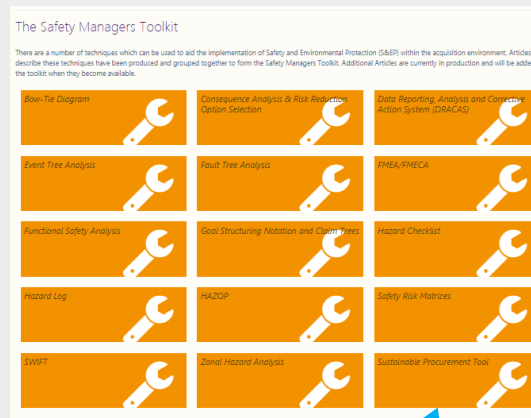 The Safety Managers Toolkit
There are a number of techniques which can be used to aid the implementation of Safety and Environmental Protection (S&EP) within the acquisition environment. Articles
describe these techniques have been produced and grouped together to form the Safety Managers Toolkit. Additional Articles are currently in production and will be adde
the toolkit when they become available.
Bow-Tie Diagram
Consequence Analysis & Risk Reduction
Option Selection
Data Reporting, Analysis and Corrective
Action System (DRACAS)
Event Tree Analysis
Fault Tree Analysis
FMEA/FMECA
Functional Safety Analysis
Goal Structuring Notation and Claim Trees
Hazard Checklist
Hazard Log
HAZOP
Safety Risk Matrices
SWIFT
Zonal Hazard Analysis
Sustainable Procurement Tool